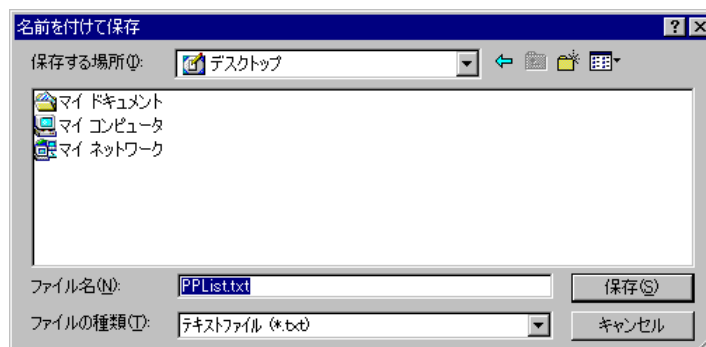 名前を付けて保存
保存する場所(I): デスクトップ
マイ ドキュメント
マイ コンピュータ
マイ ネットワーク
ファイル名(N): PPList.txt 保存(S)
ファイルの種類(T): テキストファイル (*.txt) キャンセル